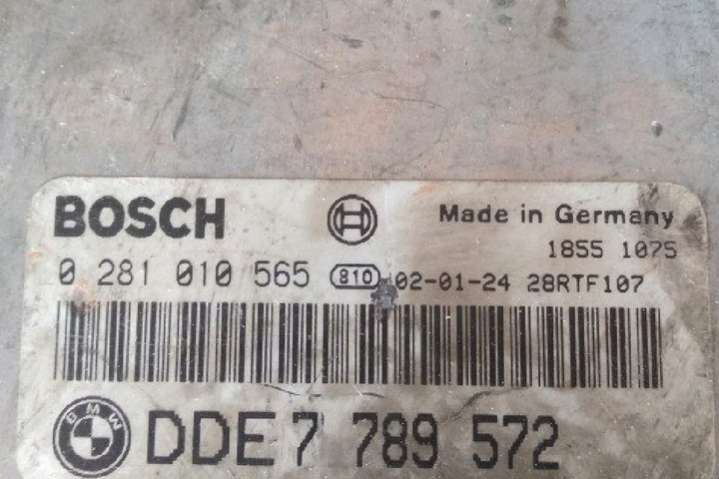 BOSCH Made in Germany
1855 1075
0 281 010 565 810 02-01-24 28RTF107
BMW DDE 7 789 572